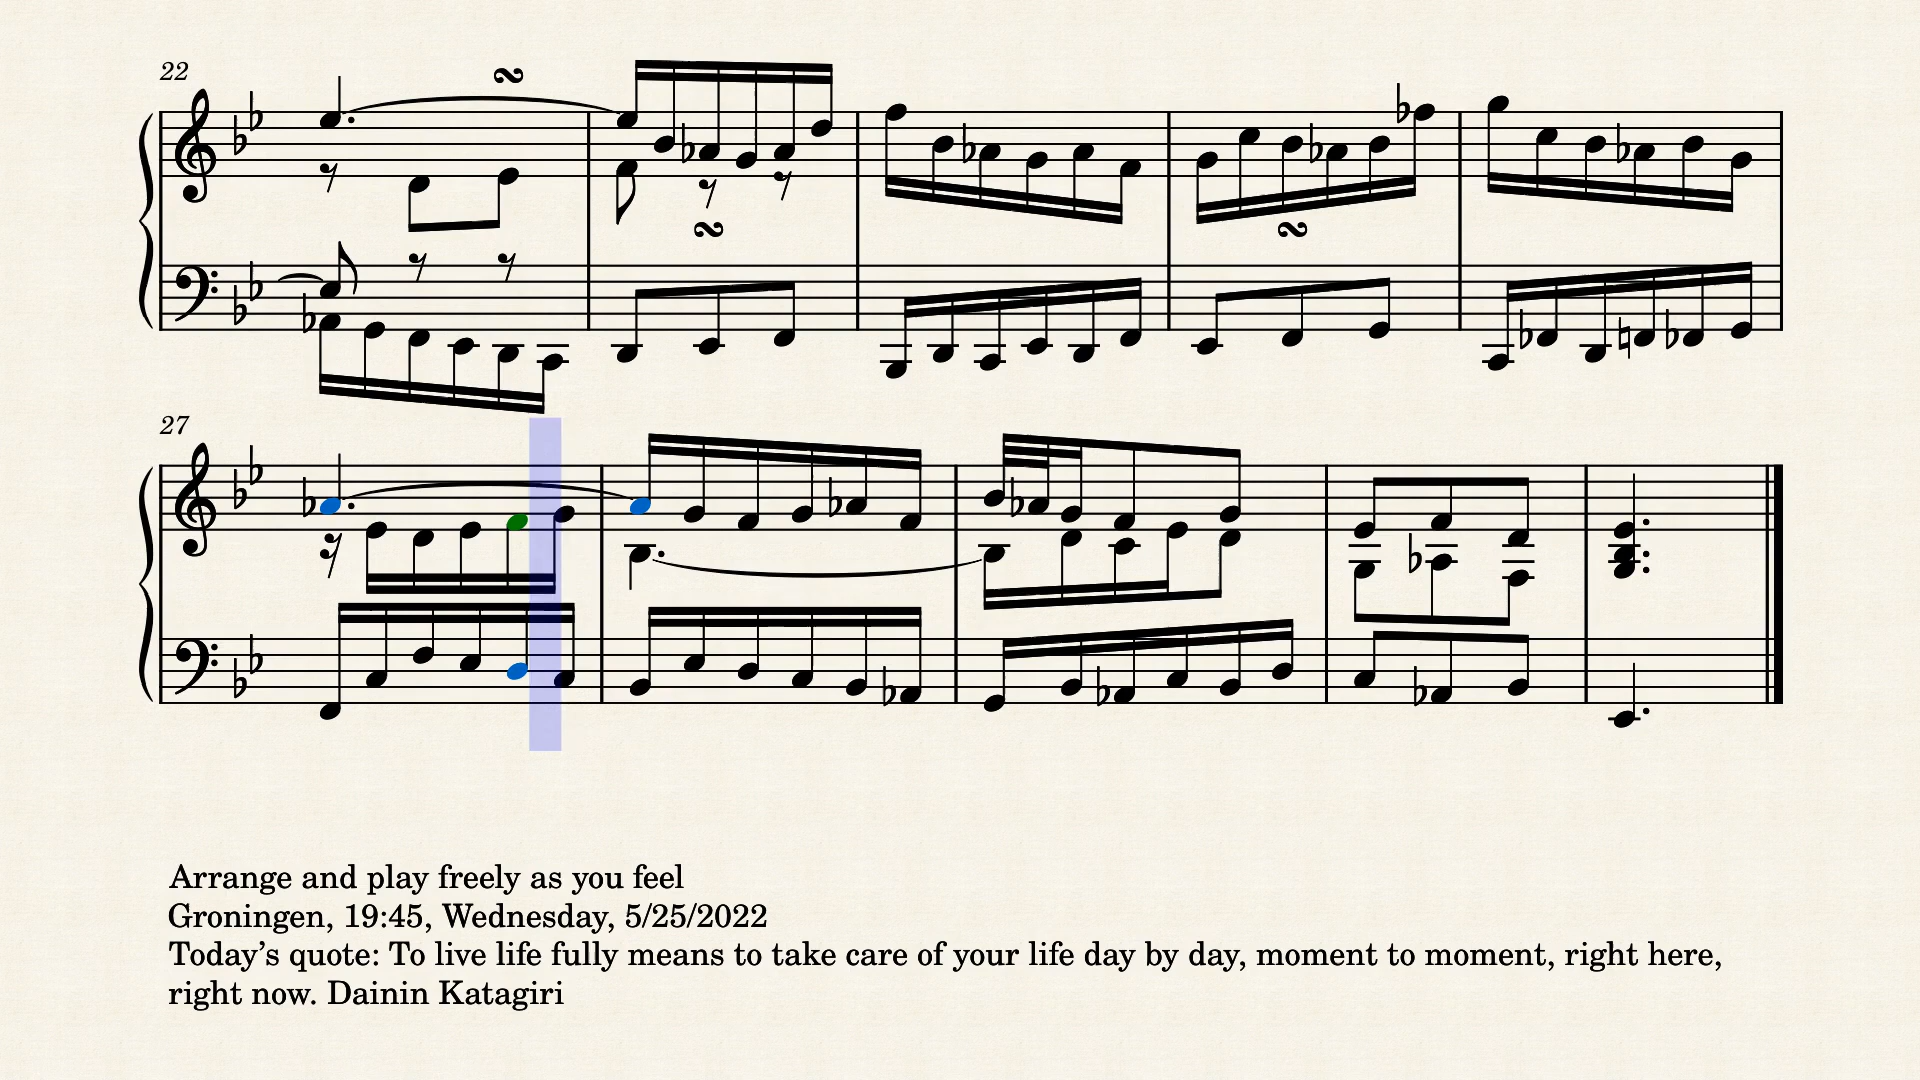 22
27
Arrange and play freely as you feel
Groningen, 19:45, Wednesday, 5/25/2022
Today’s quote: To live life fully means to take care of your life day by day, moment to moment, right here,
right now. Dainin Katagiri